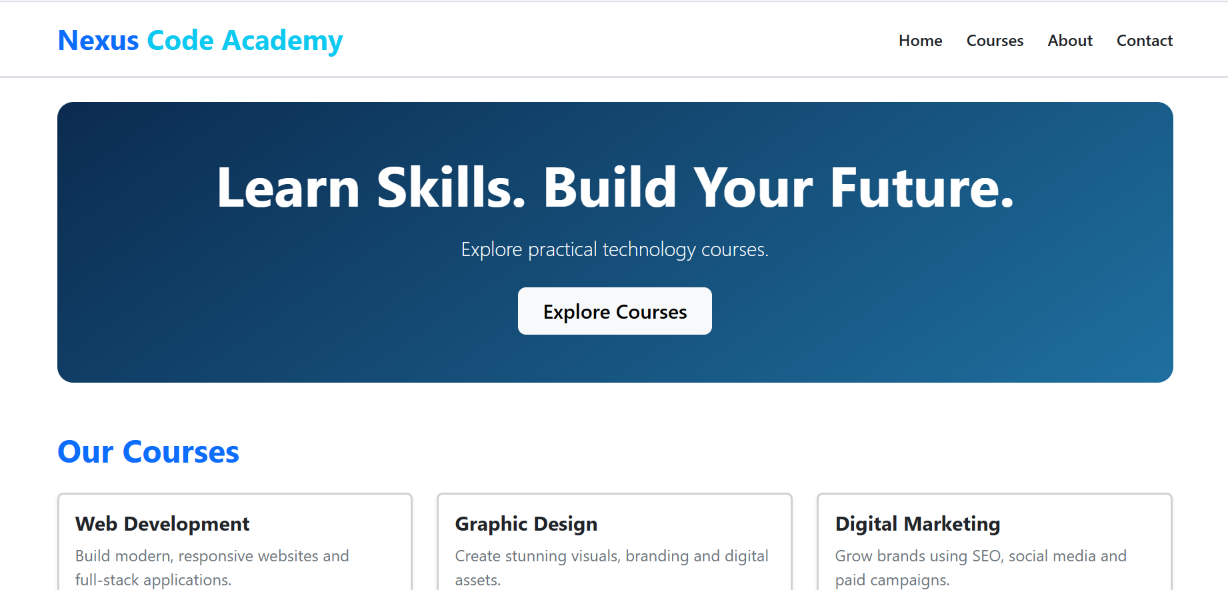 Nexus Code Academy
Home Courses About Contact
Learn Skills. Build Your Future.
Explore practical technology courses.
Explore Courses
Our Courses
Web Development
Build modern, responsive websites and
full-stack applications.
Graphic Design
Create stunning visuals, branding and digital
assets.
Digital Marketing
Grow brands using SEO, social media and
paid campaigns.